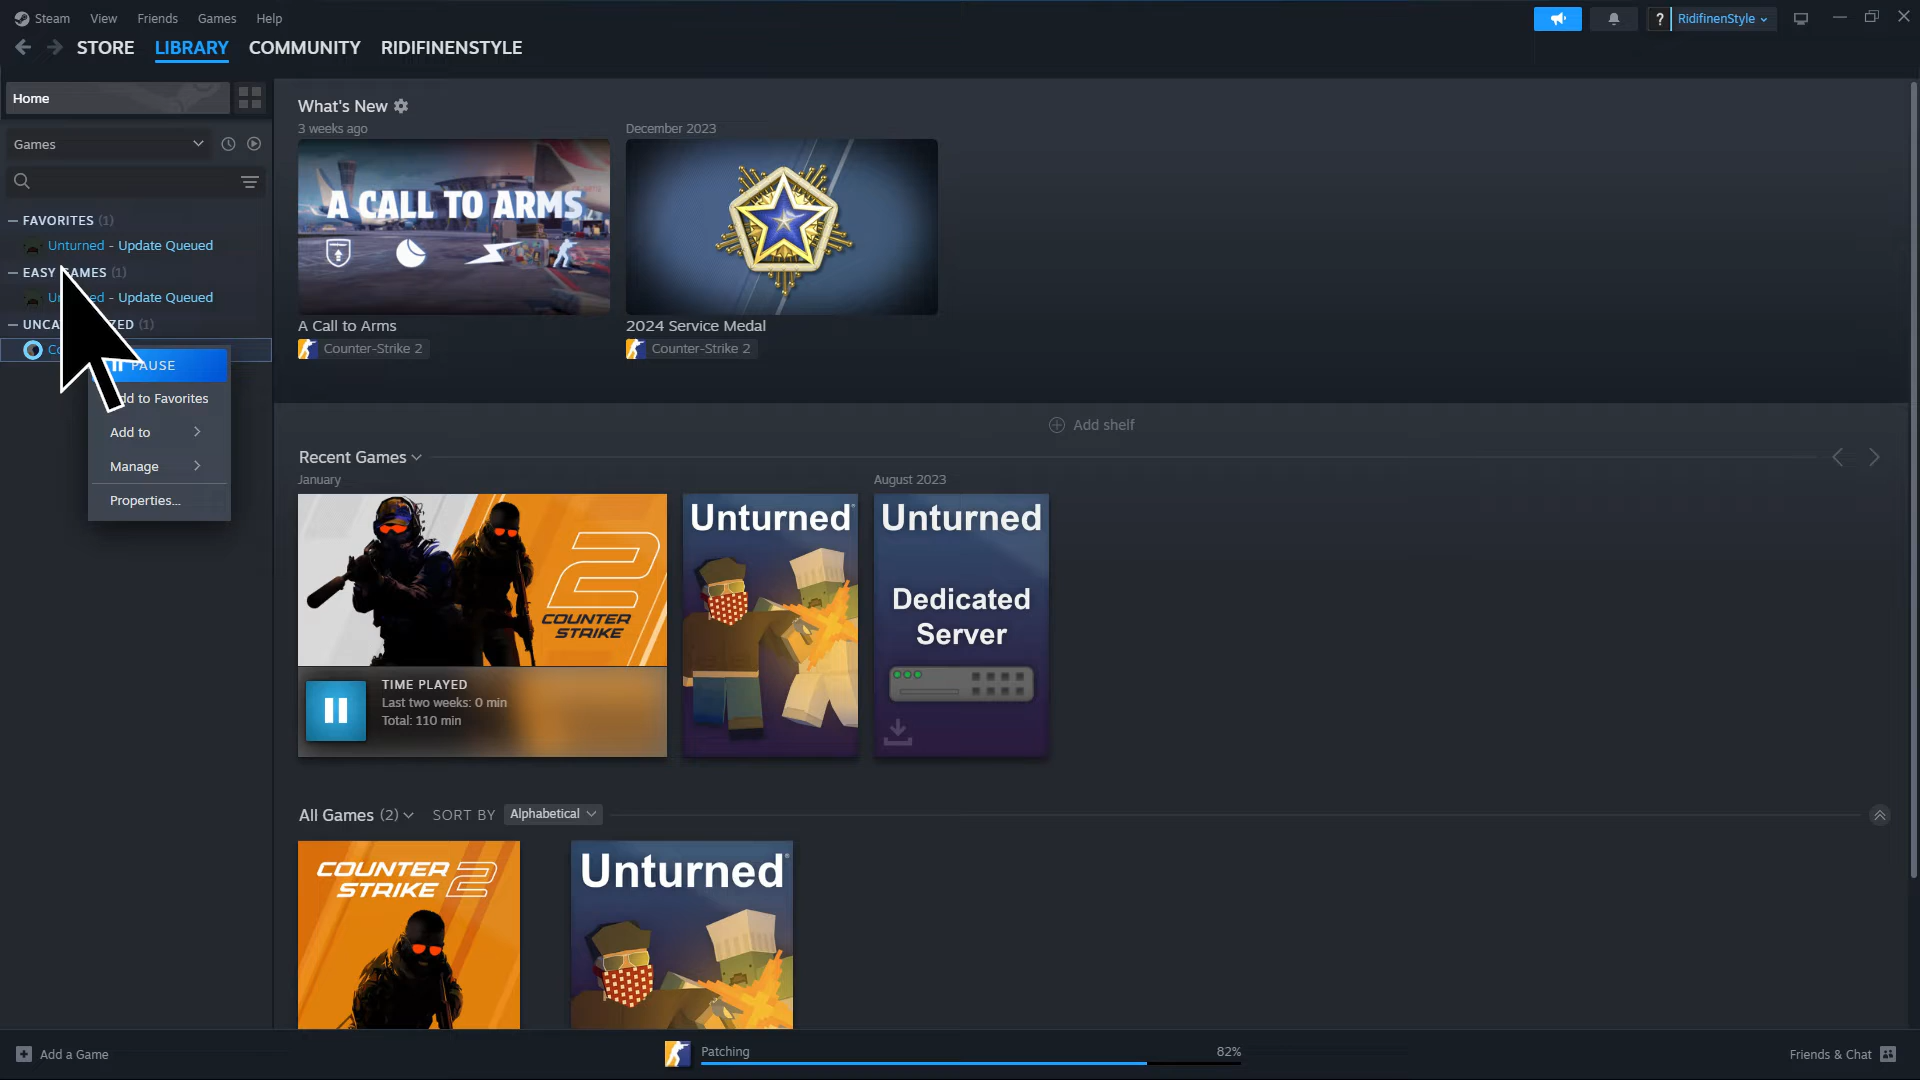 Steam View Friends Games Help
? RidifinenStyle
STORE LIBRARY COMMUNITY RIDIFINENSTYLE
Home
Games
FAVORITES (1)
Unturned - Update Queued
EASY GAMES (1)
- Update Queued
(1)
PAUSE
Add to Favorites
Add to
Manage
Properties...
What's New
3 weeks ago
A CALL TO ARMS
A Call to Arms
Counter-Strike 2
December 2023
2024 Service Medal
Counter-Strike 2
Add shelf
Recent Games
January
2
COUNTER
STRIKE
TIME PLAYED
Last two weeks: 0 min
Total: 110 min
Unturned
August 2023
Unturned
Dedicated
Server
All Games (2) SORT BY Alphabetical
COUNTER
STRIKE 2
Unturned
Add a Game
Patching 82%
Friends & Chat